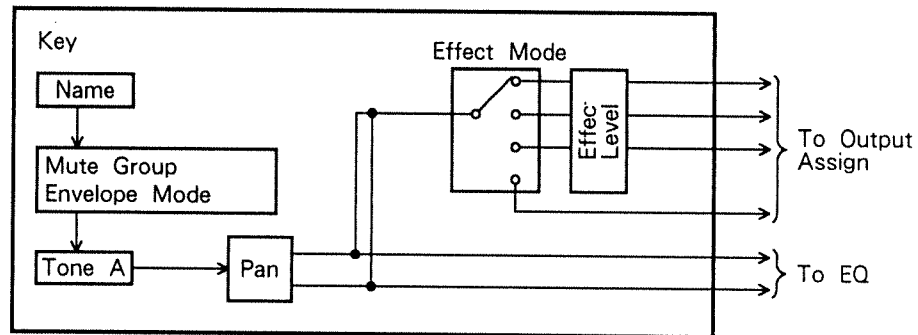 Key
Name
Mute Group
Envelope Mode
Tone A
Pan
Effect Mode
Effec
Level
To Output
Assign
To EQ